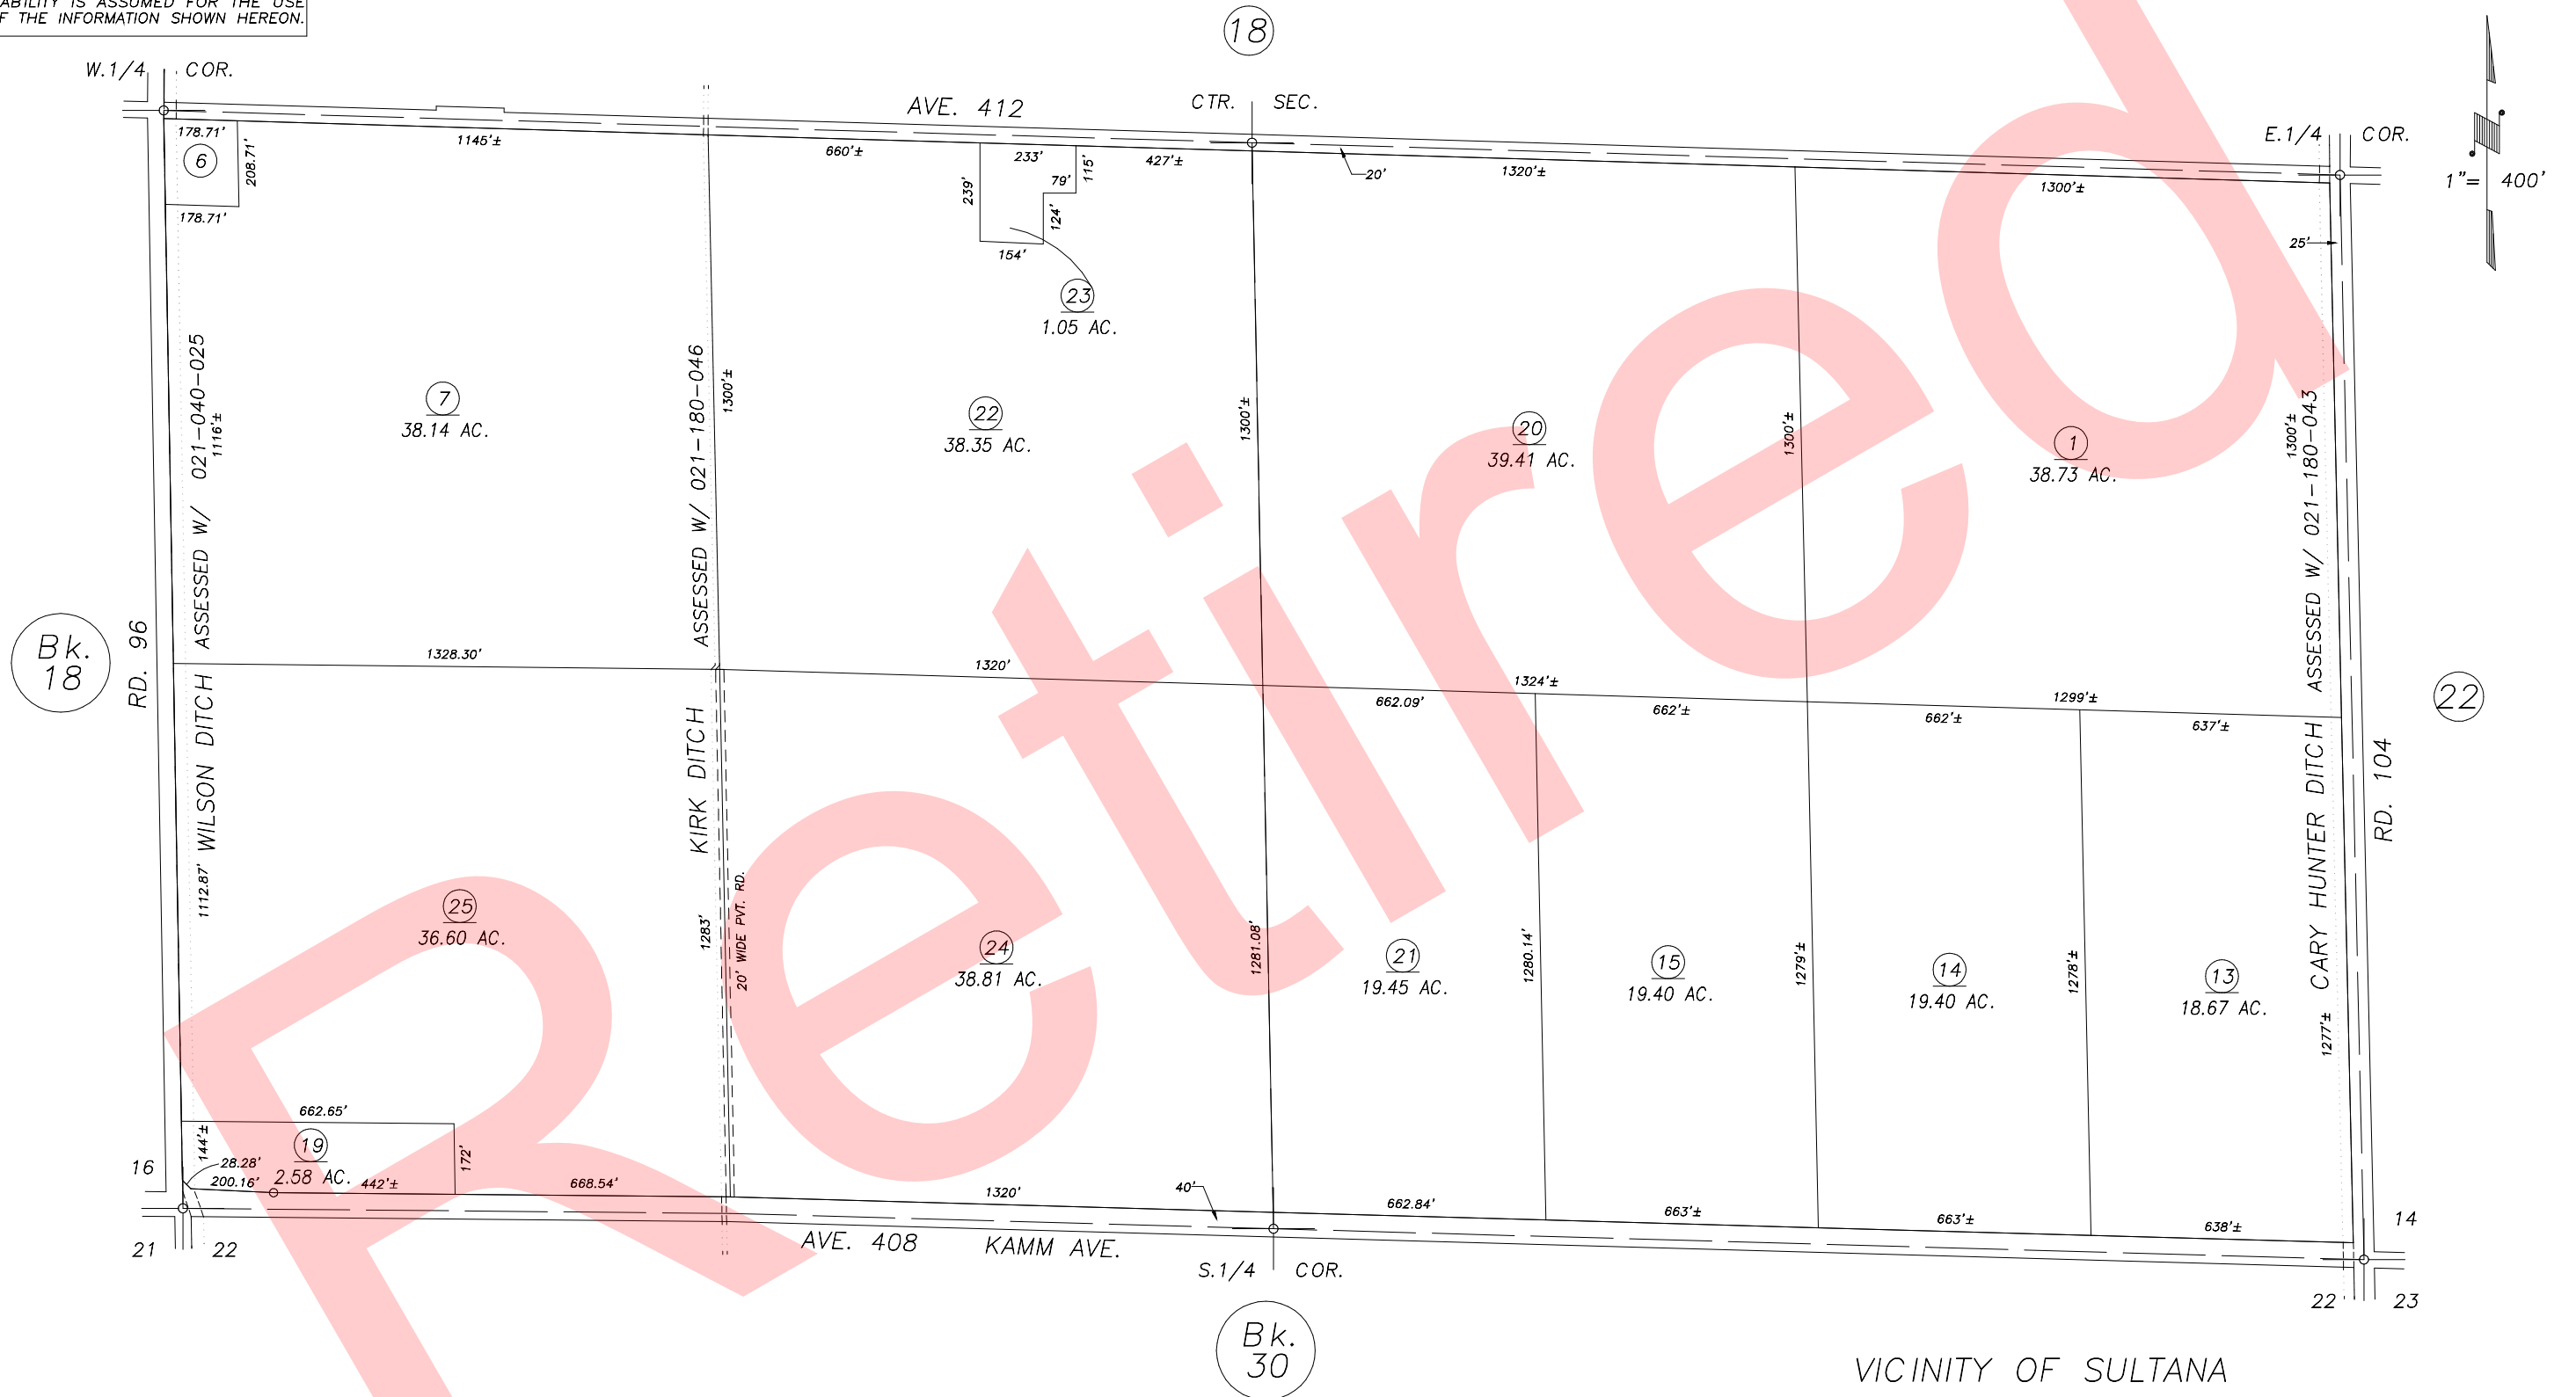 ABILITY IS ASSUMED FOR THE USE
F THE INFORMATION SHOWN HEREON.
18
W.1/4 COR.
AVE. 412
CTR. SEC.
E.1/4 COR.
1"= 400'
178.71'
1145'±
660'±
233'
427'±
20'
1320'±
1300'±
6
208.71'
178.71'
239'
115'
79'
124'
154'
25'
23
1.05 AC.
ASSESSED W/ 021-040-025
1116'±
7
38.14 AC.
ASSESSED W/ 021-180-046
1300'±
22
38.35 AC.
1300'±
20
39.41 AC.
1300'±
1
38.73 AC.
1300'±
ASSESSED W/ 021-180-043
Bk.
18
RD. 96
1328.30'
1320'
1324'±
1299'±
662.09'
662'±
662'±
637'±
22
RD. 104
WILSON DITCH
1112.87'
KIRK DITCH
CARY HUNTER DITCH
25
36.60 AC.
1283'
20' WIDE PVT. RD.
24
38.81 AC.
1281.08'
21
19.45 AC.
1280.14'
15
19.40 AC.
1279'±
14
19.40 AC.
1278'±
13
18.67 AC.
1277'±
662.65'
144'±
19
2.58 AC.
172'
28.28'
200.16'
442'±
668.54'
1320'
40'
662.84'
663'±
663'±
638'±
16
14
21 22
AVE. 408 KAMM AVE.
S.1/4 COR.
22 23
Bk.
30
VICINITY OF SULTANA
Retired